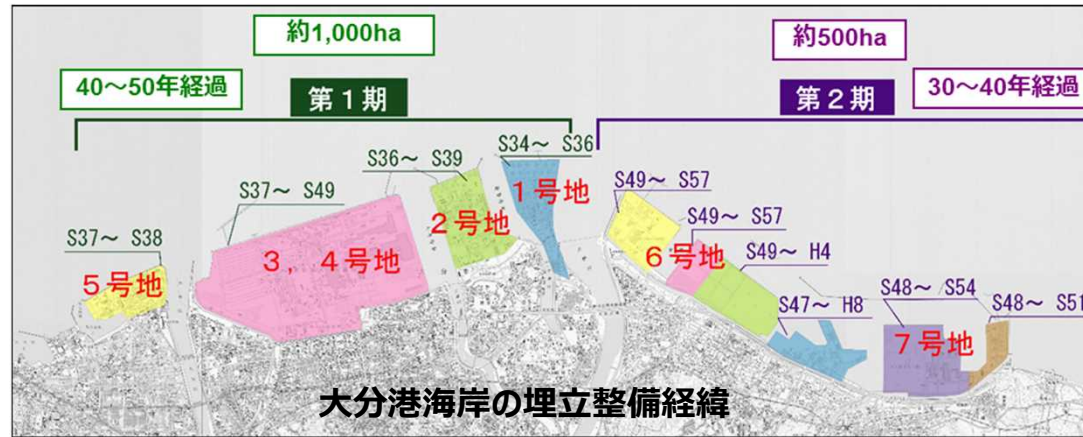 約1,000ha
約500ha
40～50年経過
第１期
第２期
30～40年経過
S34～ S36
S36～ S39
S37～ S49
S37～ S38
１号地
２号地
３，４号地
５号地
S49～ S57
S49～ S57
S49～ H4
S47～ H8
S48～ S54
S48～ S51
６号地
７号地
大分港海岸の埋立整備経緯